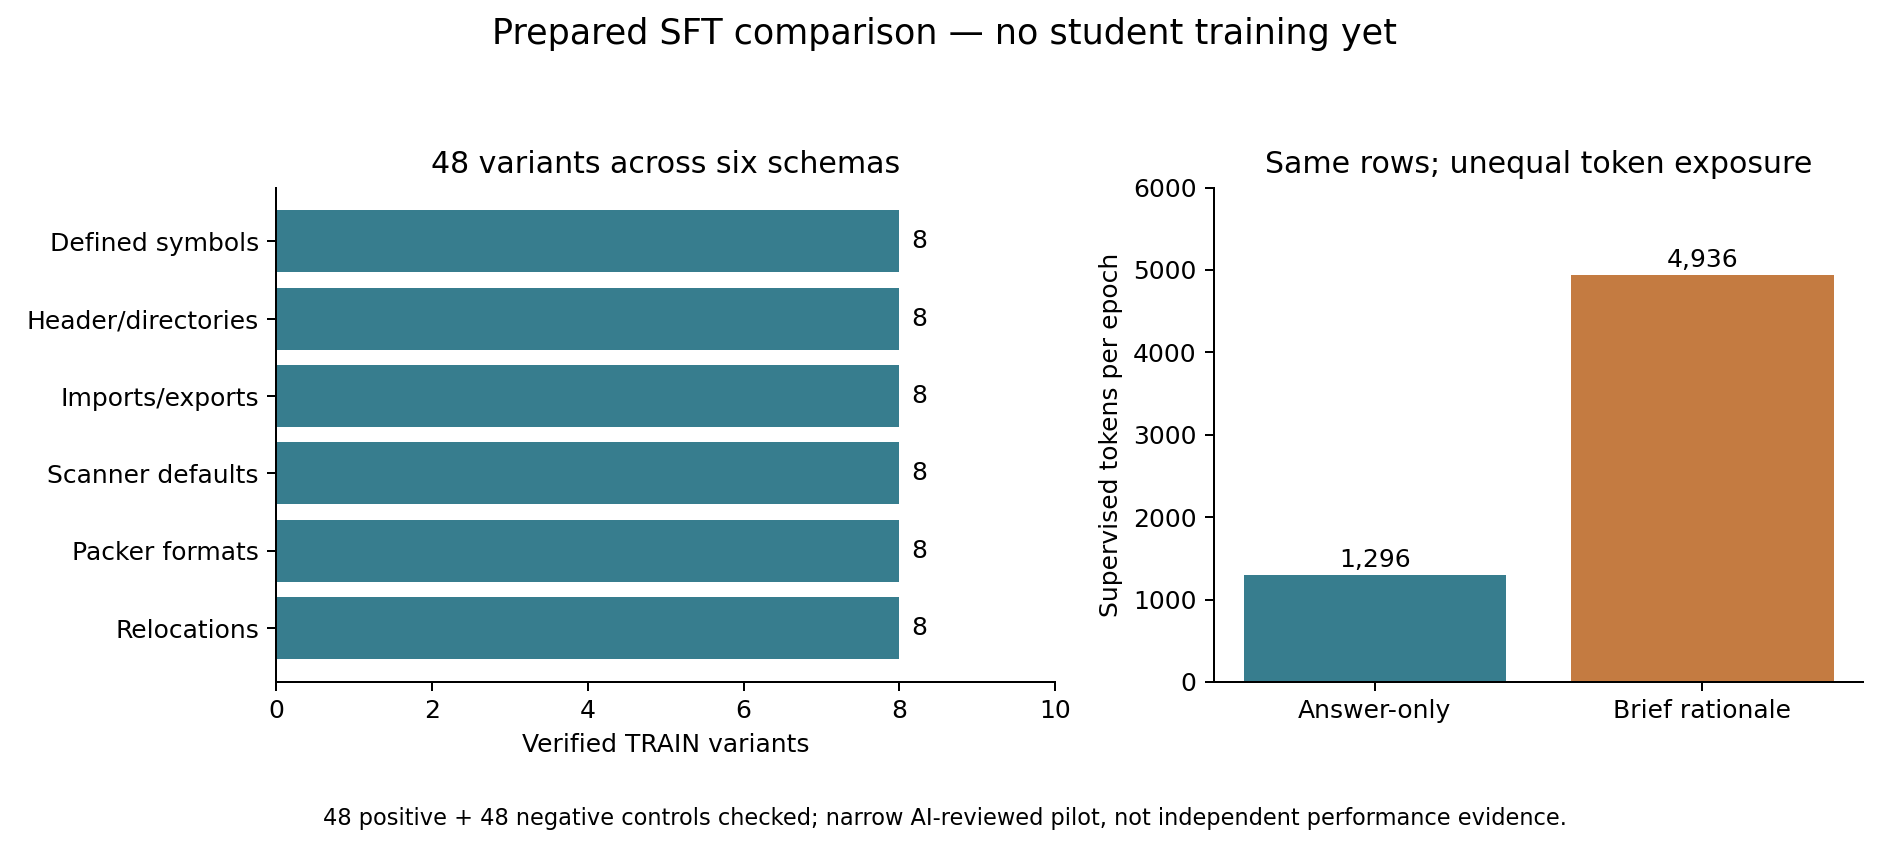 Prepared SFT comparison — no student training yet
48 variants across six schemas
Defined symbols
8
Header/directories
8
Imports/exports
8
Scanner defaults
8
Packer formats
8
Relocations
8
0 2 4 6 8 10
Verified TRAIN variants
Same rows; unequal token exposure
Supervised tokens per epoch
6000
5000
4000
3000
2000
1000
0
1,296
4,936
Answer-only Brief rationale
48 positive + 48 negative controls checked; narrow AI-reviewed pilot, not independent performance evidence.